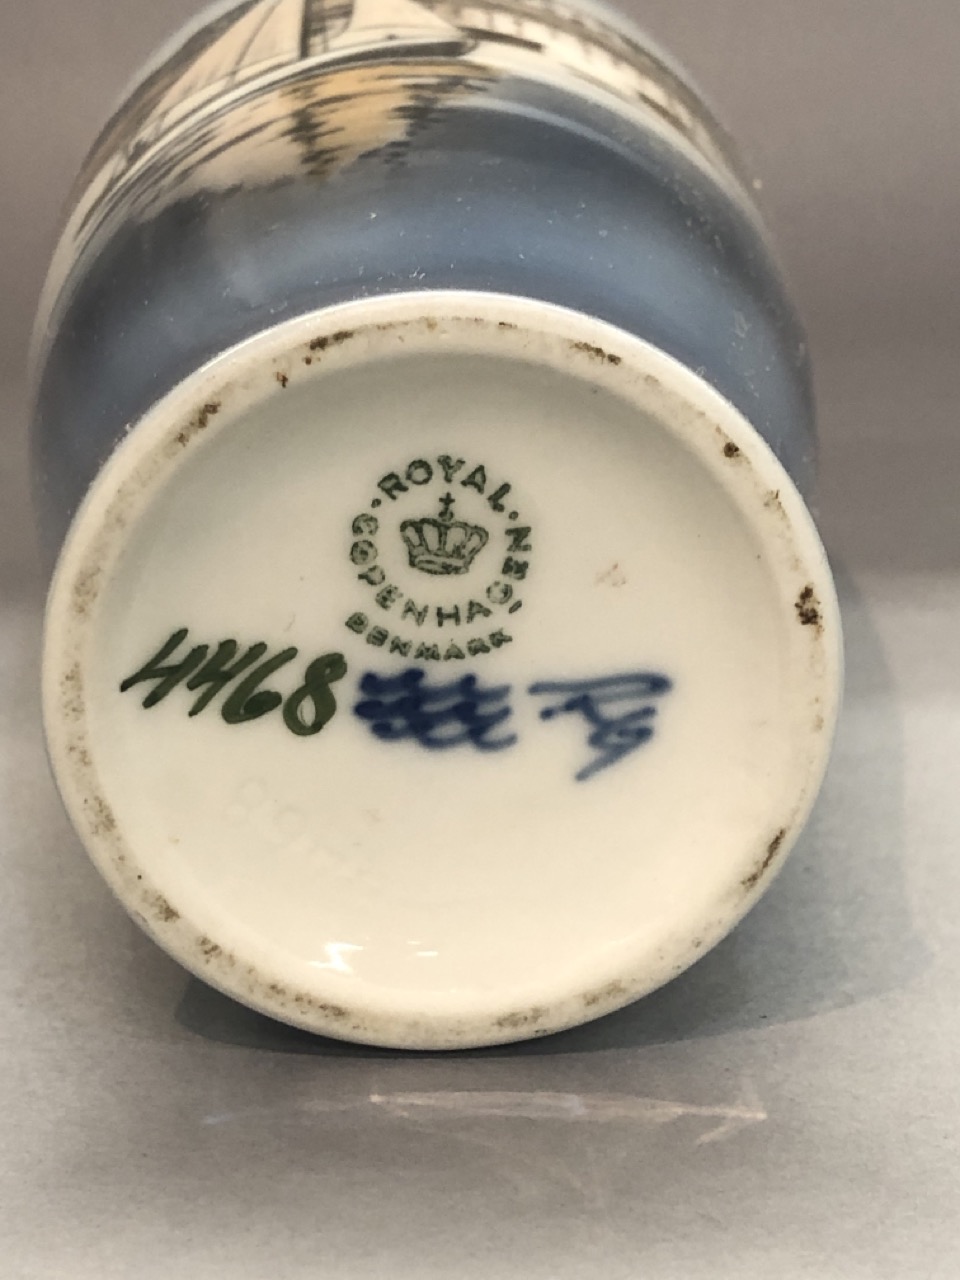 ROYAL
COPENHAGEN
DENMARK
4468